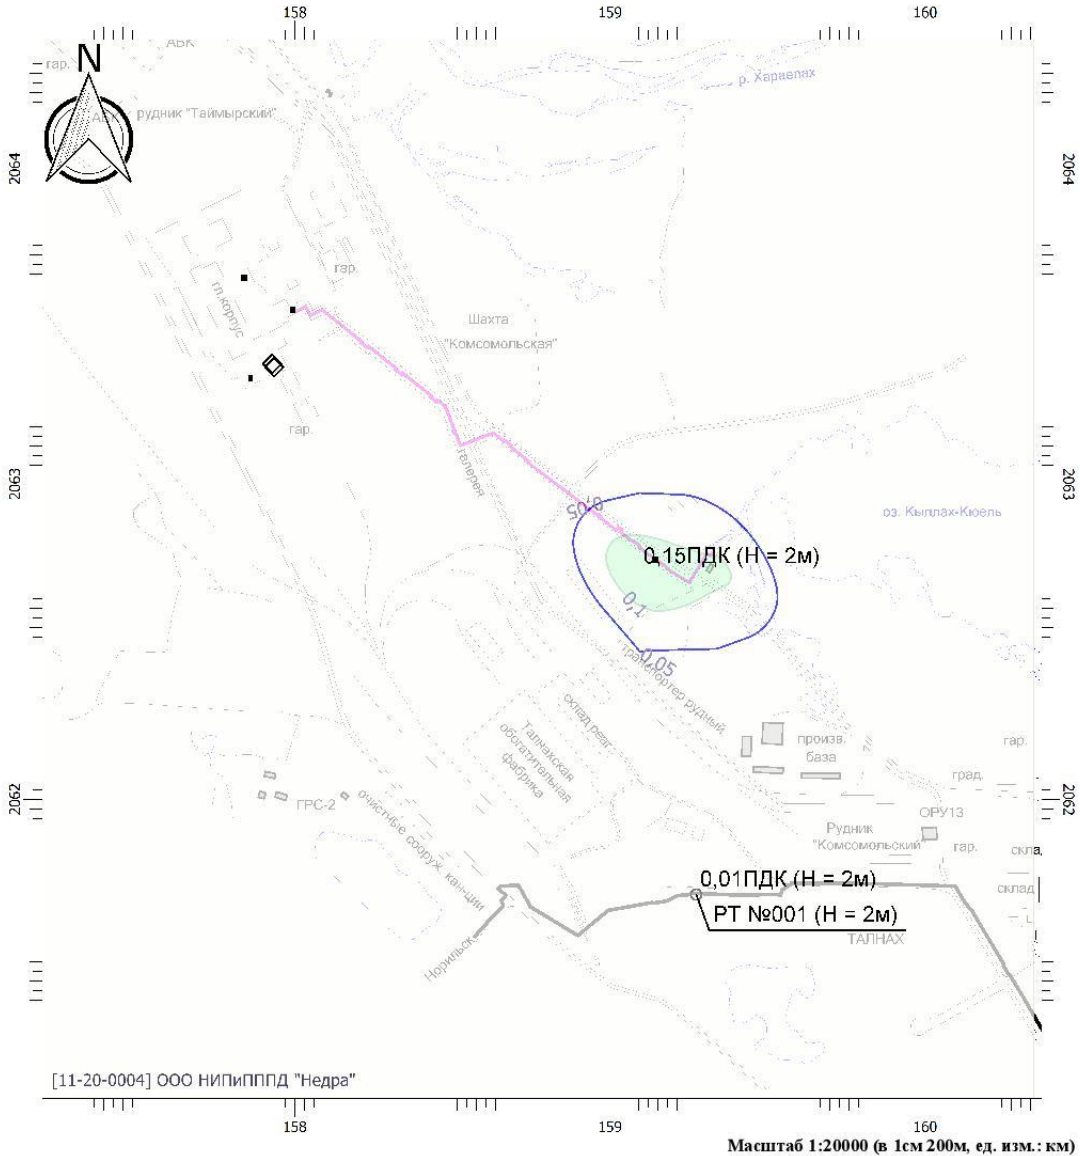 158
159
160
АБК
N
гар.
р. Хараелах
АБК
рудник "Таймырский"
2064
2064
гар.
гл.корпус
Шахта
"Комсомольская"
гар.
галерея
2063
2063
0,05
оз. Кыллах-Кюель
0,15ПДК (H = 2м)
0,1
0,05
транспортер рудный
склад реаг
Талнахская
обогатительная
фабрика
произв.
база
гар.
град.
2062
2062
ГРС-2
очистные сооруж. кан-ции
ОРУ13
Рудник
"Комсомольский"
гар.
скла
0,01ПДК (H = 2м)
склад
РТ №001 (H = 2м)
ТАЛНАХ
Норильск
[11-20-0004] ООО НИПиПППД "Недра"
158
159
160
Масштаб 1:20000 (в 1см 200м, ед. изм.: км)